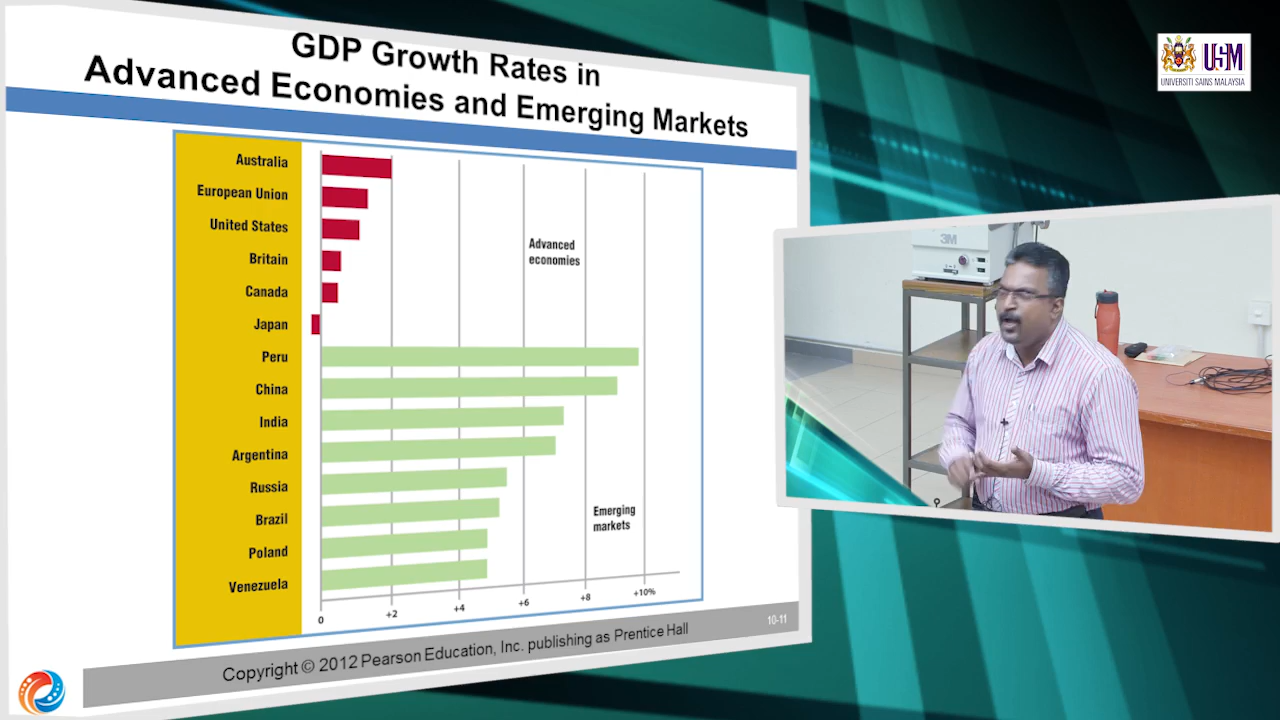 GDP Growth Rates in
Advanced Economies and Emerging Markets
Australia
European Union
United States
Britain
Canada
Japan
Peru
China
India
Argentina
Russia
Brazil
Poland
Venezuela
Advanced
economies
Emerging
markets
0
+2
+4
+6
+8
+10%
Copyright © 2012 Pearson Education, Inc. publishing as Prentice Hall
10-11
USM
UNIVERSITI SAINS MALAYSIA
3M